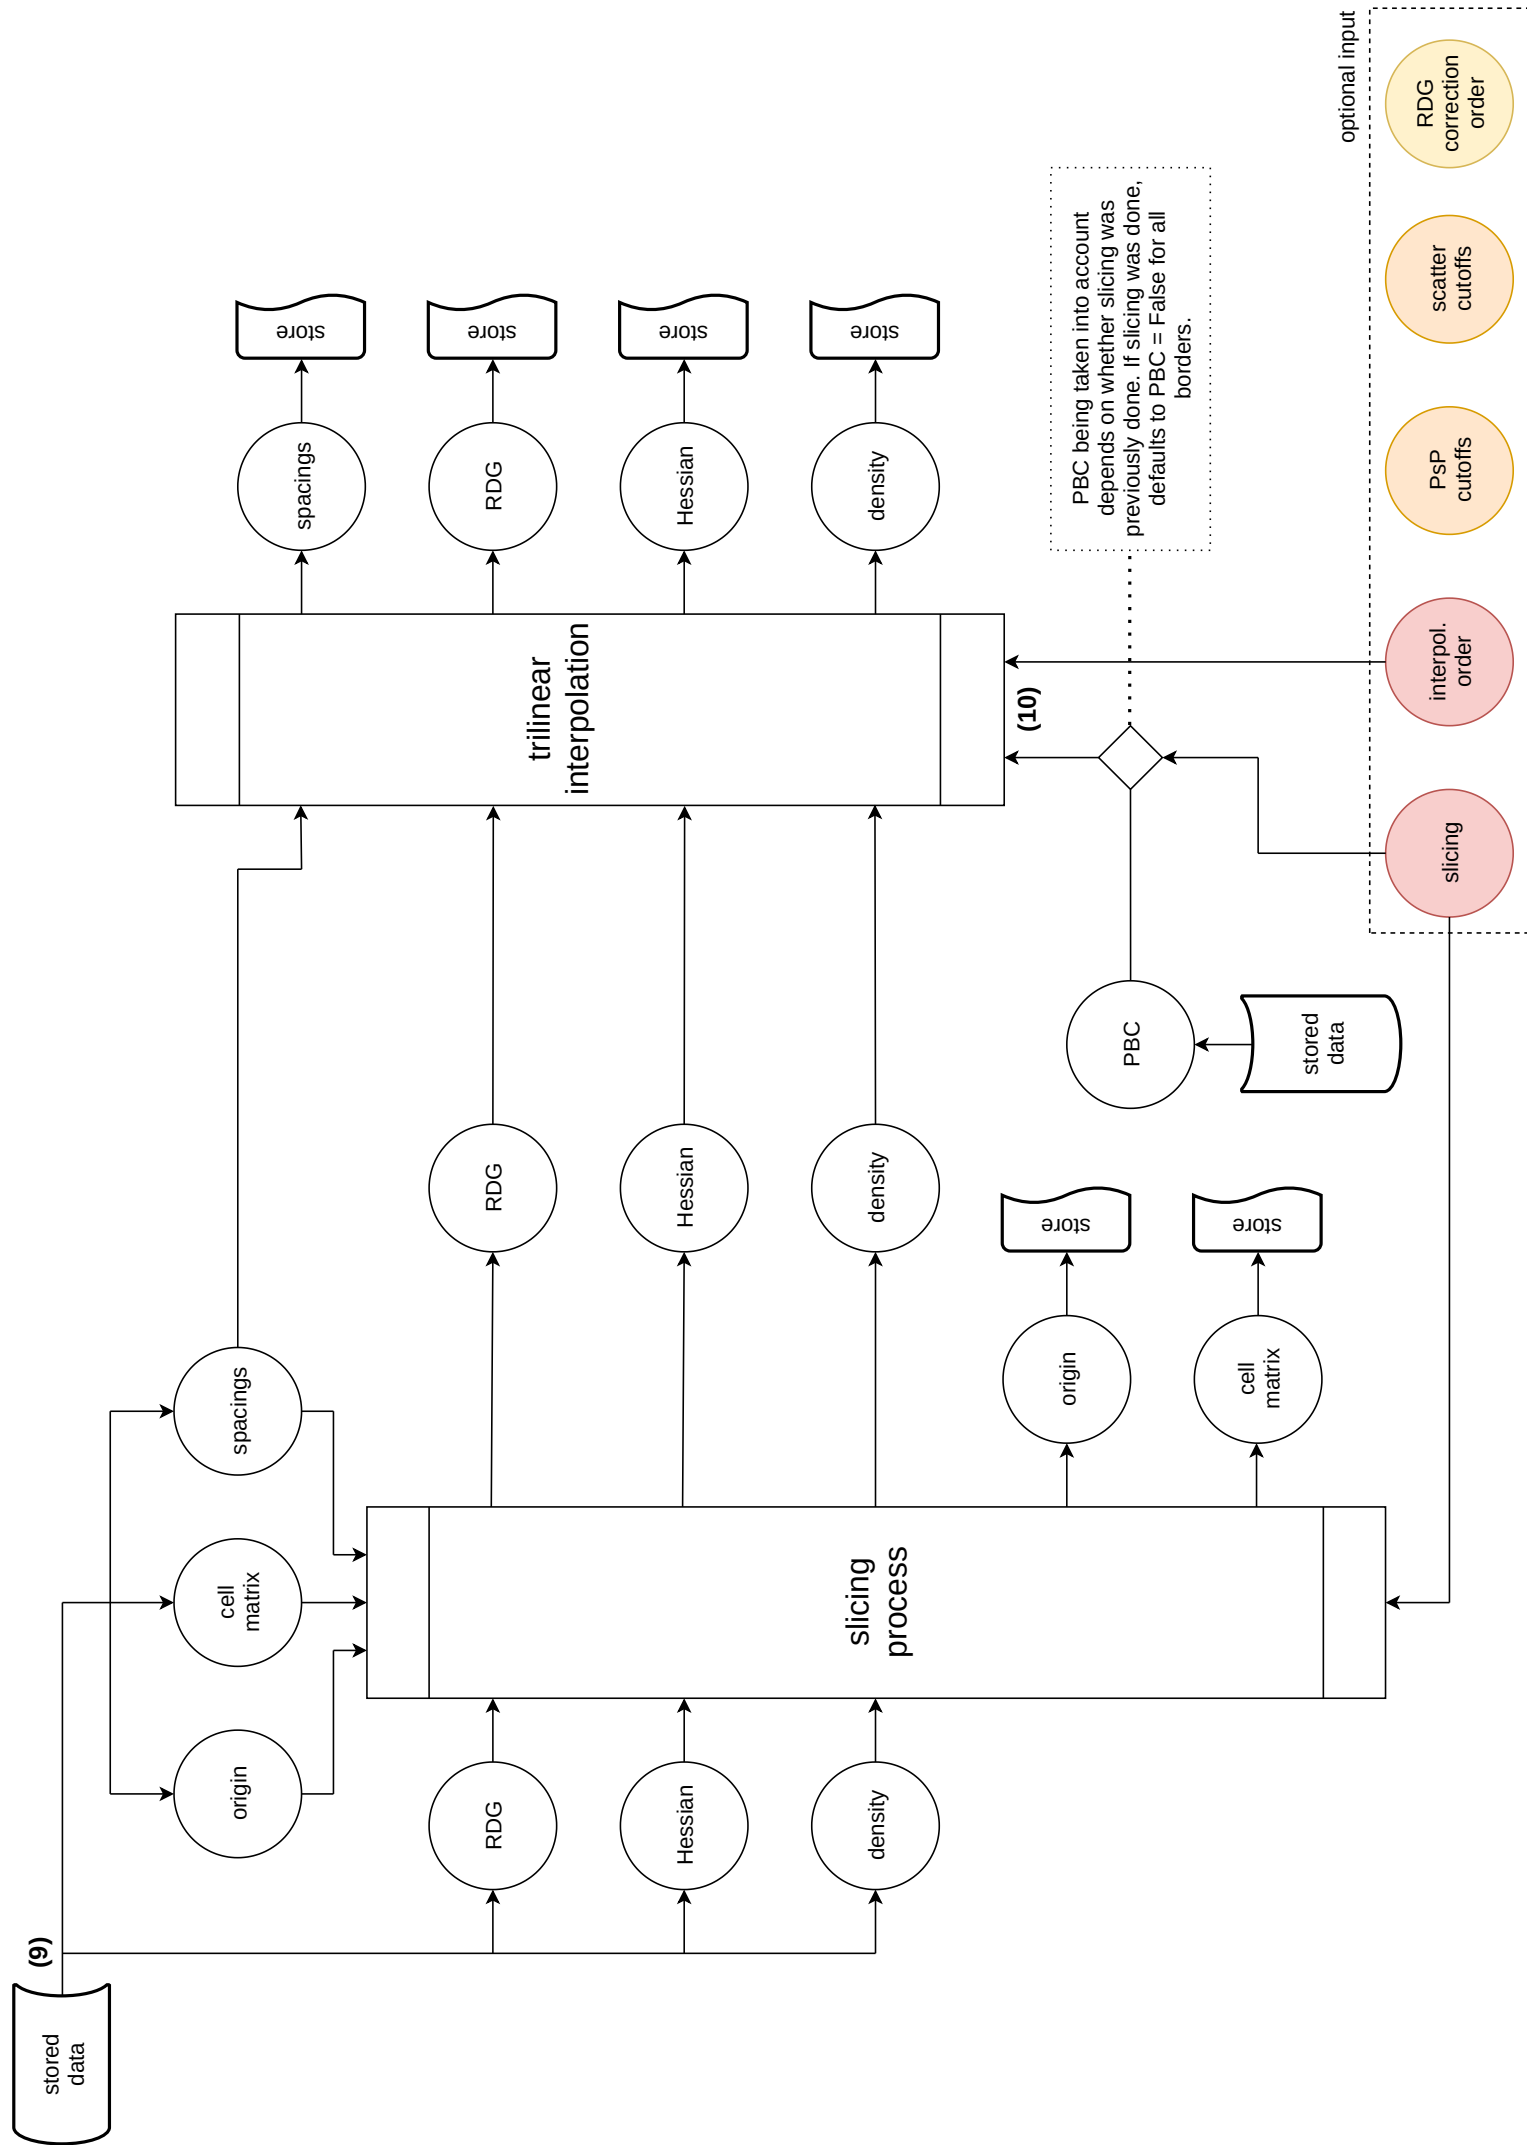 stored
data
(9)
origin
cell
matrix
spacings
RDG
Hessian
density
slicing
process
RDG
Hessian
density
origin
store
cell
matrix
store
trilinear
interpolation
(10)
spacings
store
RDG
store
Hessian
store
density
store
PBC
stored
data
PBC being taken into account
depends on whether slicing was
previously done. If slicing was done,
defaults to PBC = False for all
borders.
optional input
slicing
interpol.
order
PsP
cutoffs
scatter
cutoffs
RDG
correction
order